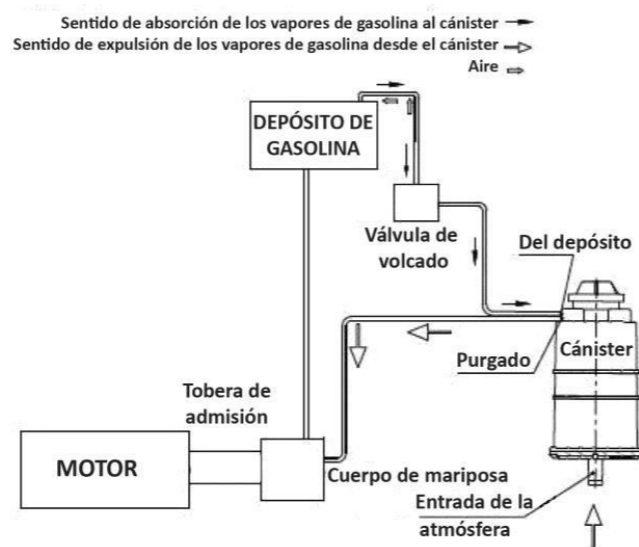 Sentido de absorción de los vapores de gasolina al cánister
Sentido de expulsión de los vapores de gasolina desde el cánister
Aire
DEPÓSITO DE
GASOLINA
Válvula de
volcado
Del depósito
Purgado
Cánister
Tobera de
admisión
MOTOR
Cuerpo de mariposa
Entrada de la
atmósfera